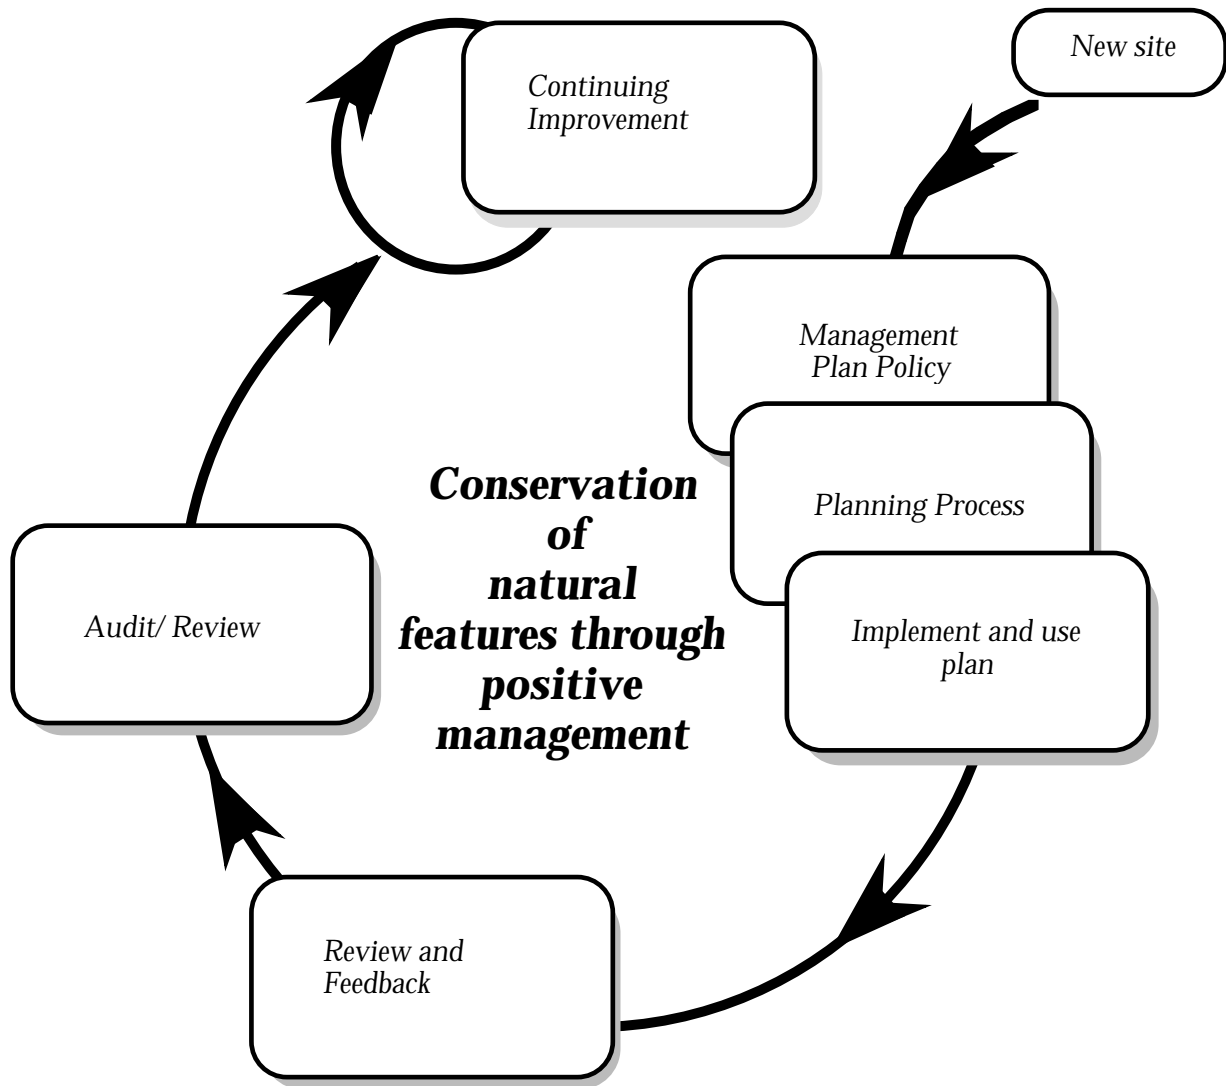 New site
Continuing
Improvement
Management
Plan Policy
Planning Process
Implement and use
plan
Conservation
of
natural
features through
positive
management
Audit/ Review
Review and
Feedback